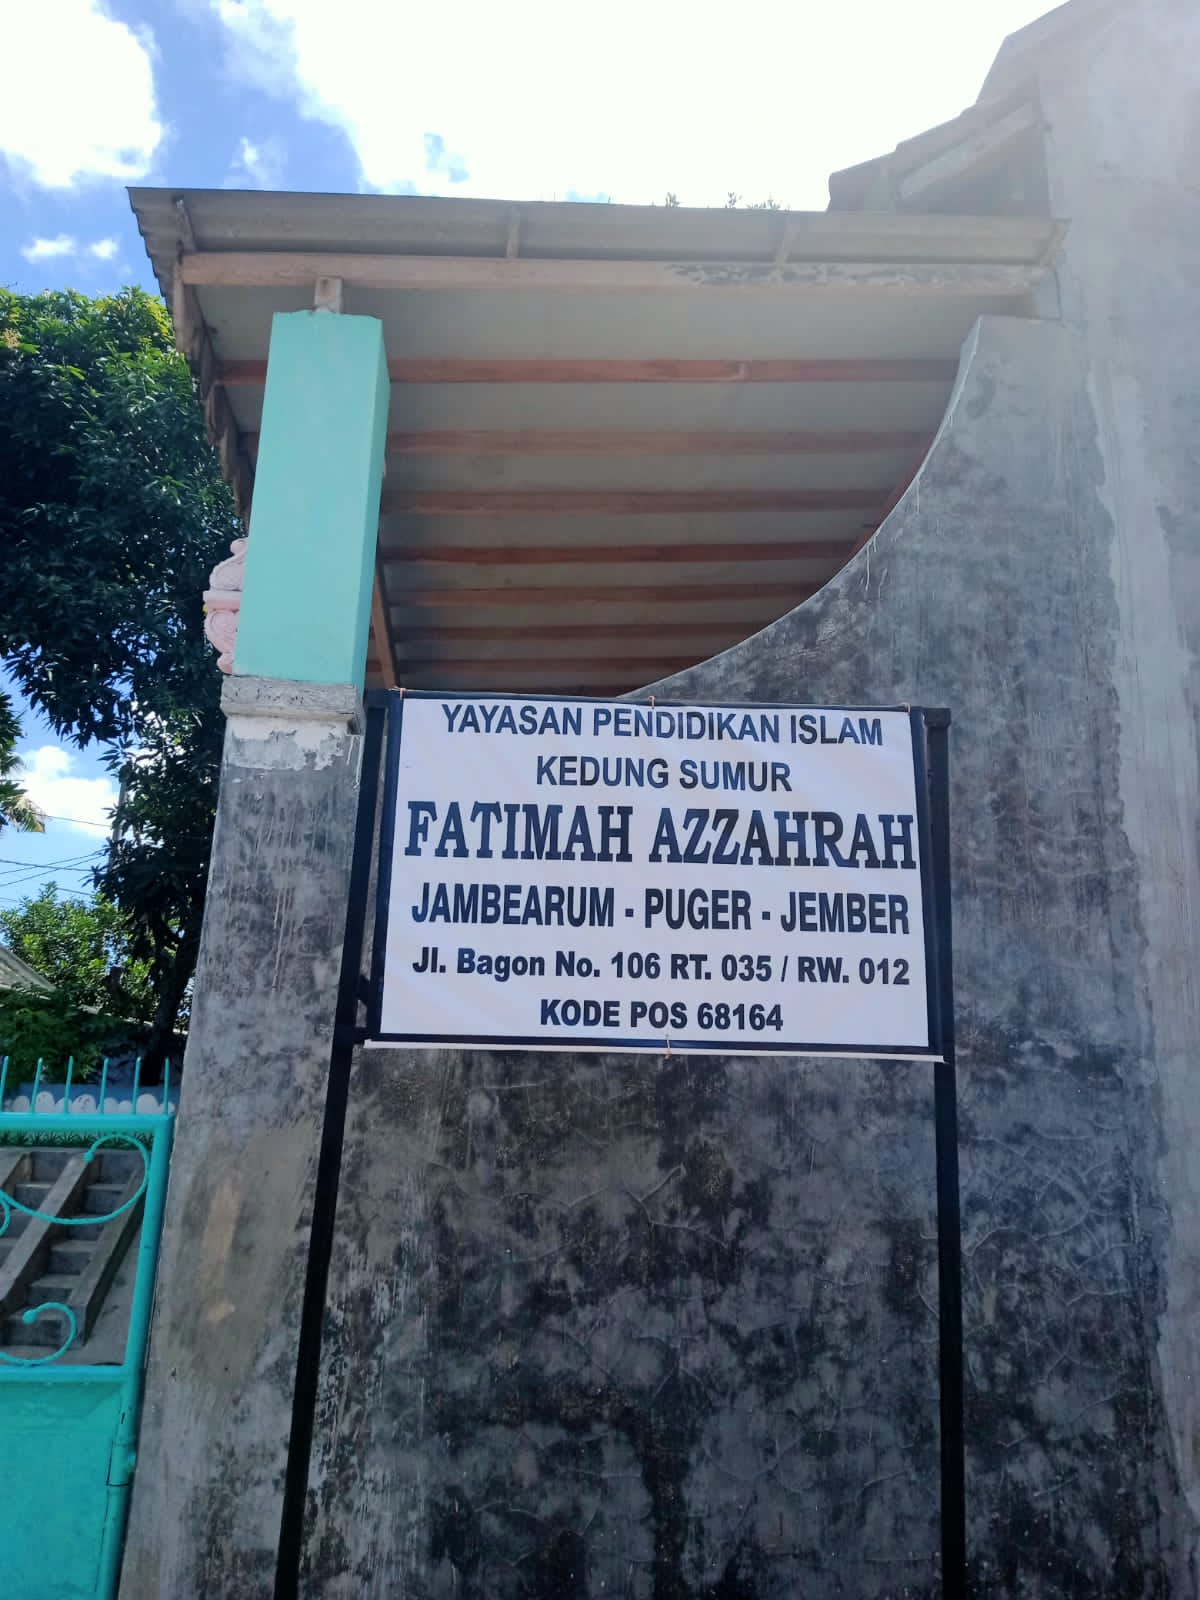 YAYASAN PENDIDIKAN ISLAM
KEDUNG SUMUR
FATIMAH AZZAHRAH
JAMBEARUM - PUGER - JEMBER
Jl. Bagon No. 106 RT. 035 / RW. 012
KODE POS 68164